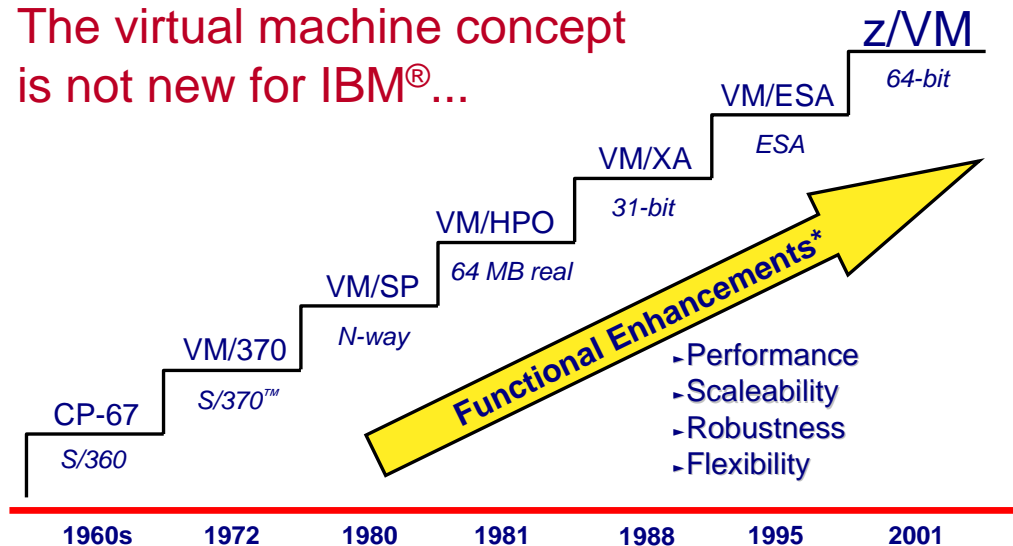 The virtual machine concept
is not new for IBM®...
z/VM
64-bit
VM/ESA
ESA
VM/XA
31-bit
VM/HPO
64 MB real
VM/SP
N-way
VM/370
S/370™
CP-67
S/360
Functional Enhancements*
►Performance
►Scaleability
►Robustness
►Flexibility
1960s 1972 1980 1981 1988 1995 2001